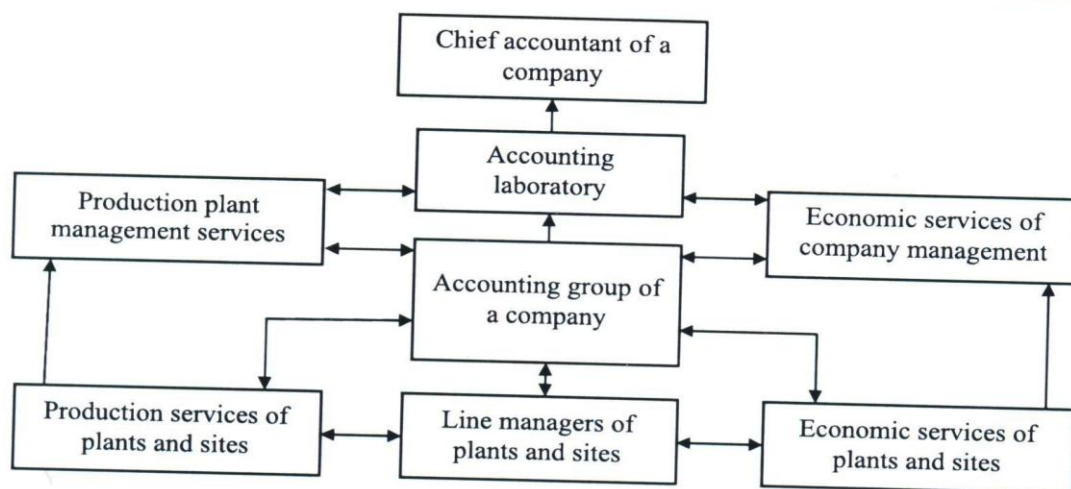 Chief accountant of a
company
Accounting
laboratory
Production plant
management services
Economic services of
company management
Accounting group of
a company
Production services of
plants and sites
Line managers of
plants and sites
Economic services of
plants and sites